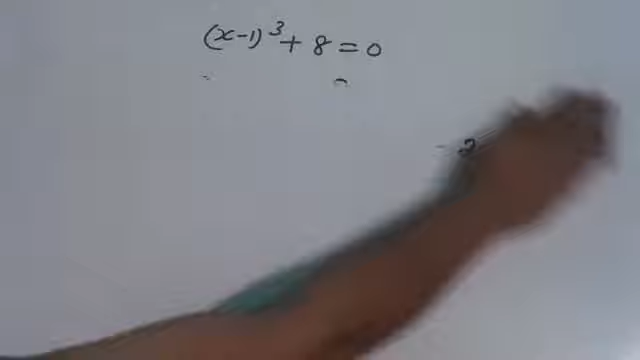 (x-1)³ + 8 = 0